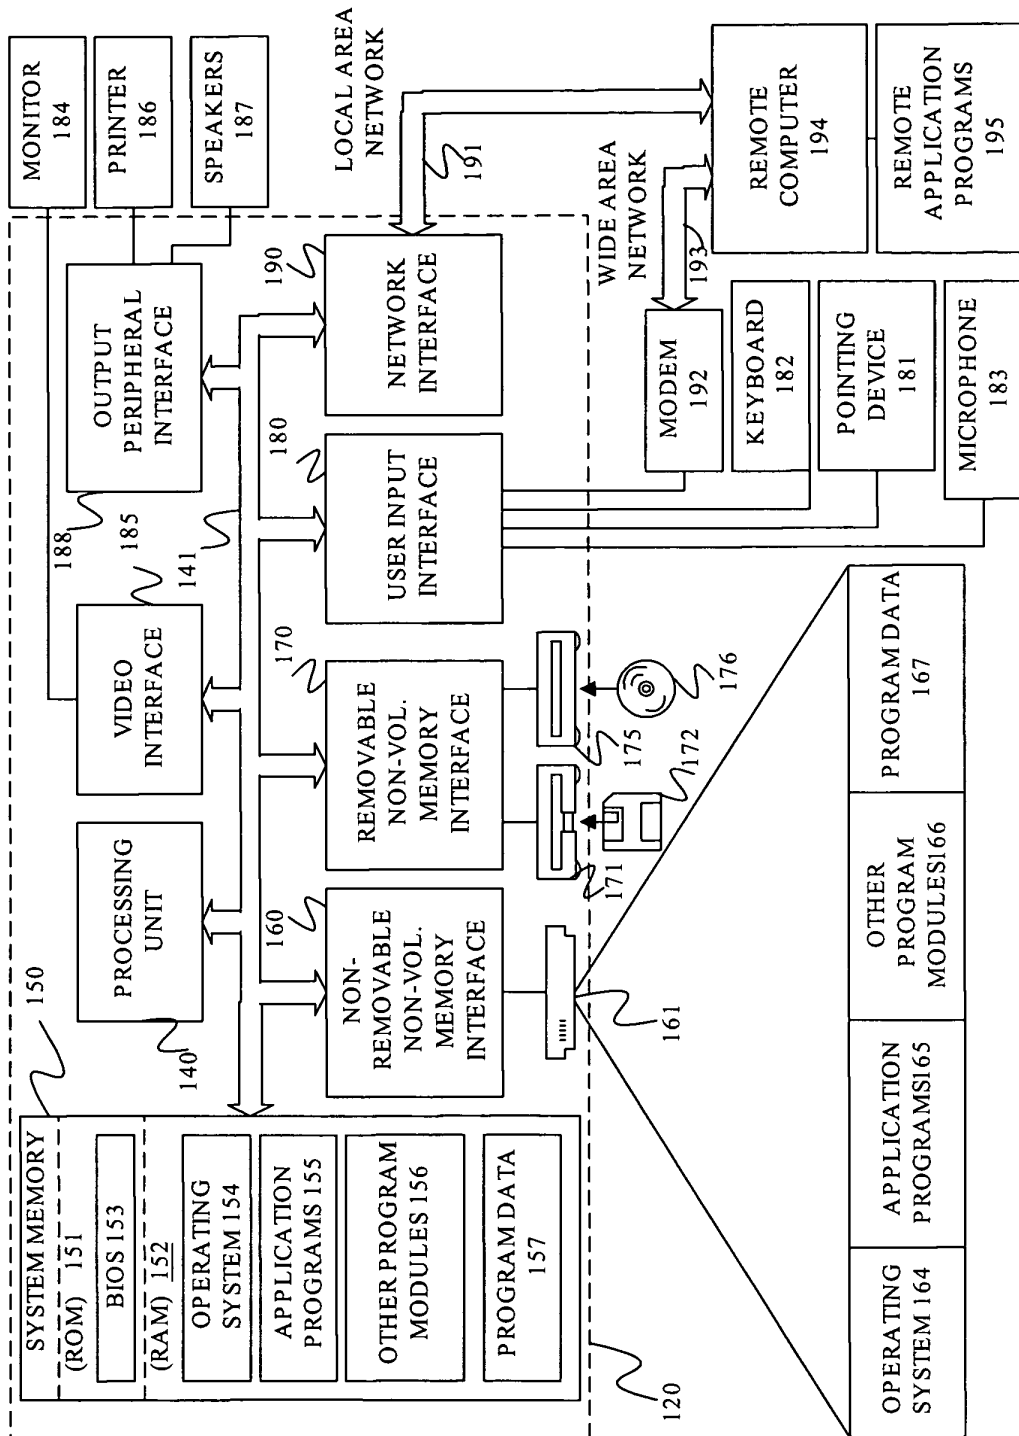 SYSTEM MEMORY
(ROM) 151
BIOS 153
(RAM) 152
OPERATING
SYSTEM 154
APPLICATION
PROGRAMS 155
OTHER PROGRAM
MODULES 156
PROGRAM DATA
157
150
140
PROCESSING
UNIT
VIDEO
INTERFACE
185
141
188
OUTPUT
PERIPHERAL
INTERFACE
MONITOR
184
PRINTER
186
SPEAKERS
187
160
NON-
REMOVABLE
NON-VOL.
MEMORY
INTERFACE
170
REMOVABLE
NON-VOL.
MEMORY
INTERFACE
180
USER INPUT
INTERFACE
190
NETWORK
INTERFACE
LOCAL AREA
NETWORK
191
161
171
172
175
176
WIDE AREA
NETWORK
193
MODEM
192
KEYBOARD
182
POINTING
DEVICE
181
MICROPHONE
183
REMOTE
COMPUTER
194
REMOTE
APPLICATION
PROGRAMS
195
120
OPERATING
SYSTEM 164
APPLICATION
PROGRAMS165
OTHER
PROGRAM
MODULES166
PROGRAM DATA
167